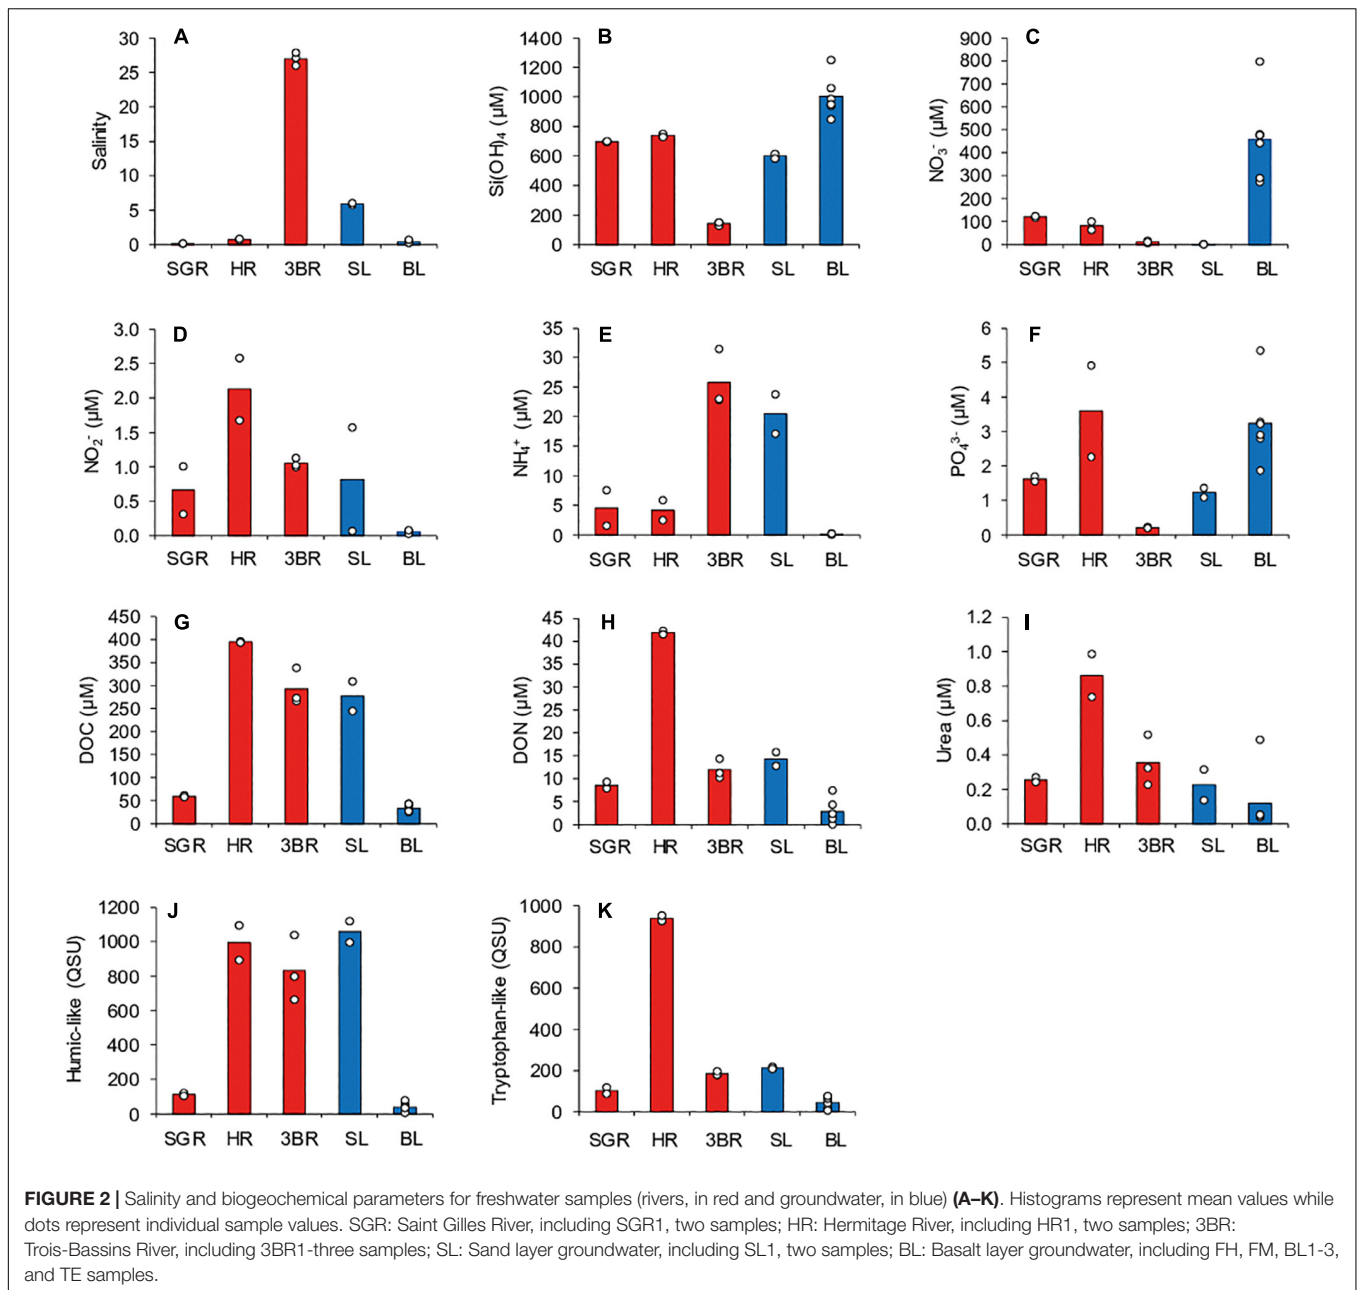 A
30
25
20
15
10
5
0
Salinity
SGR HR 3BR SL BL
B
1400
1200
1000
800
600
400
200
0
Si(OH)₄ (µM)
SGR HR 3BR SL BL
C
900
800
700
600
500
400
300
200
100
0
NO₃⁻ (µM)
SGR HR 3BR SL BL
D
3.0
2.5
2.0
1.5
1.0
0.5
0.0
NO₂⁻ (µM)
SGR HR 3BR SL BL
E
35
30
25
20
15
10
5
0
NH₄⁺ (µM)
SGR HR 3BR SL BL
F
6
5
4
3
2
1
0
PO₄³⁻ (µM)
SGR HR 3BR SL BL
G
450
400
350
300
250
200
150
100
50
0
DOC (µM)
SGR HR 3BR SL BL
H
45
40
35
30
25
20
15
10
5
0
DON (µM)
SGR HR 3BR SL BL
I
1.2
1.0
0.8
0.6
0.4
0.2
0.0
Urea (µM)
SGR HR 3BR SL BL
J
1200
1000
800
600
400
200
0
Humic-like (QSU)
SGR HR 3BR SL BL
K
1000
800
600
400
200
0
Tryptophan-like (QSU)
SGR HR 3BR SL BL
FIGURE 2 | Salinity and biogeochemical parameters for freshwater samples (rivers, in red and groundwater, in blue) (A–K). Histograms represent mean values while
dots represent individual sample values. SGR: Saint Gilles River, including SGR1, two samples; HR: Hermitage River, including HR1, two samples; 3BR:
Trois-Bassins River, including 3BR1-three samples; SL: Sand layer groundwater, including SL1, two samples; BL: Basalt layer groundwater, including FH, FM, BL1-3,
and TE samples.